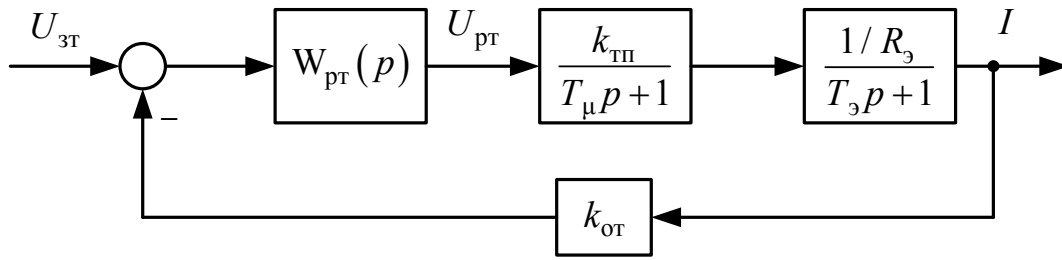 U_зт
W_рт(p)
U_рт
k_тп
T_μ p + 1
1 / R_э
T_э p + 1
I
−
k_от